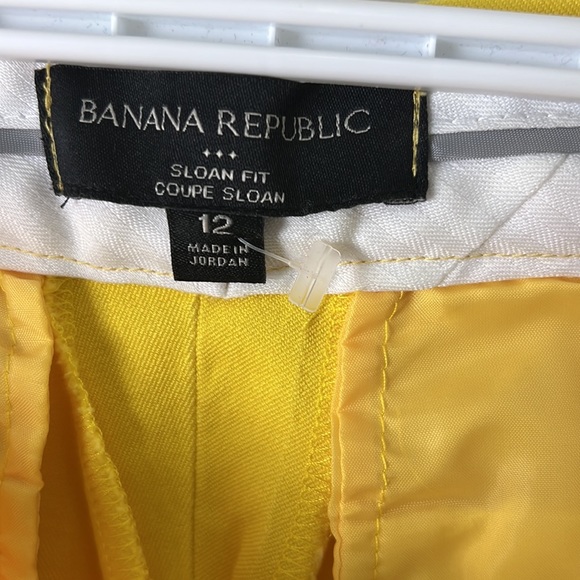 BANANA REPUBLIC
SLOAN FIT
COUPE SLOAN
12
MADE IN
JORDAN